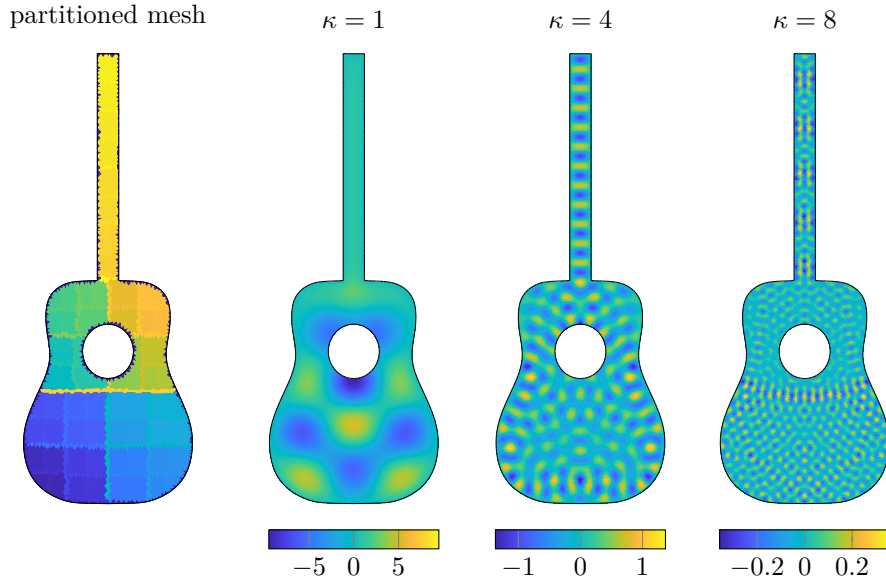 partitioned mesh
κ = 1
κ = 4
κ = 8
−5 0 5
−1 0 1
−0.2 0 0.2